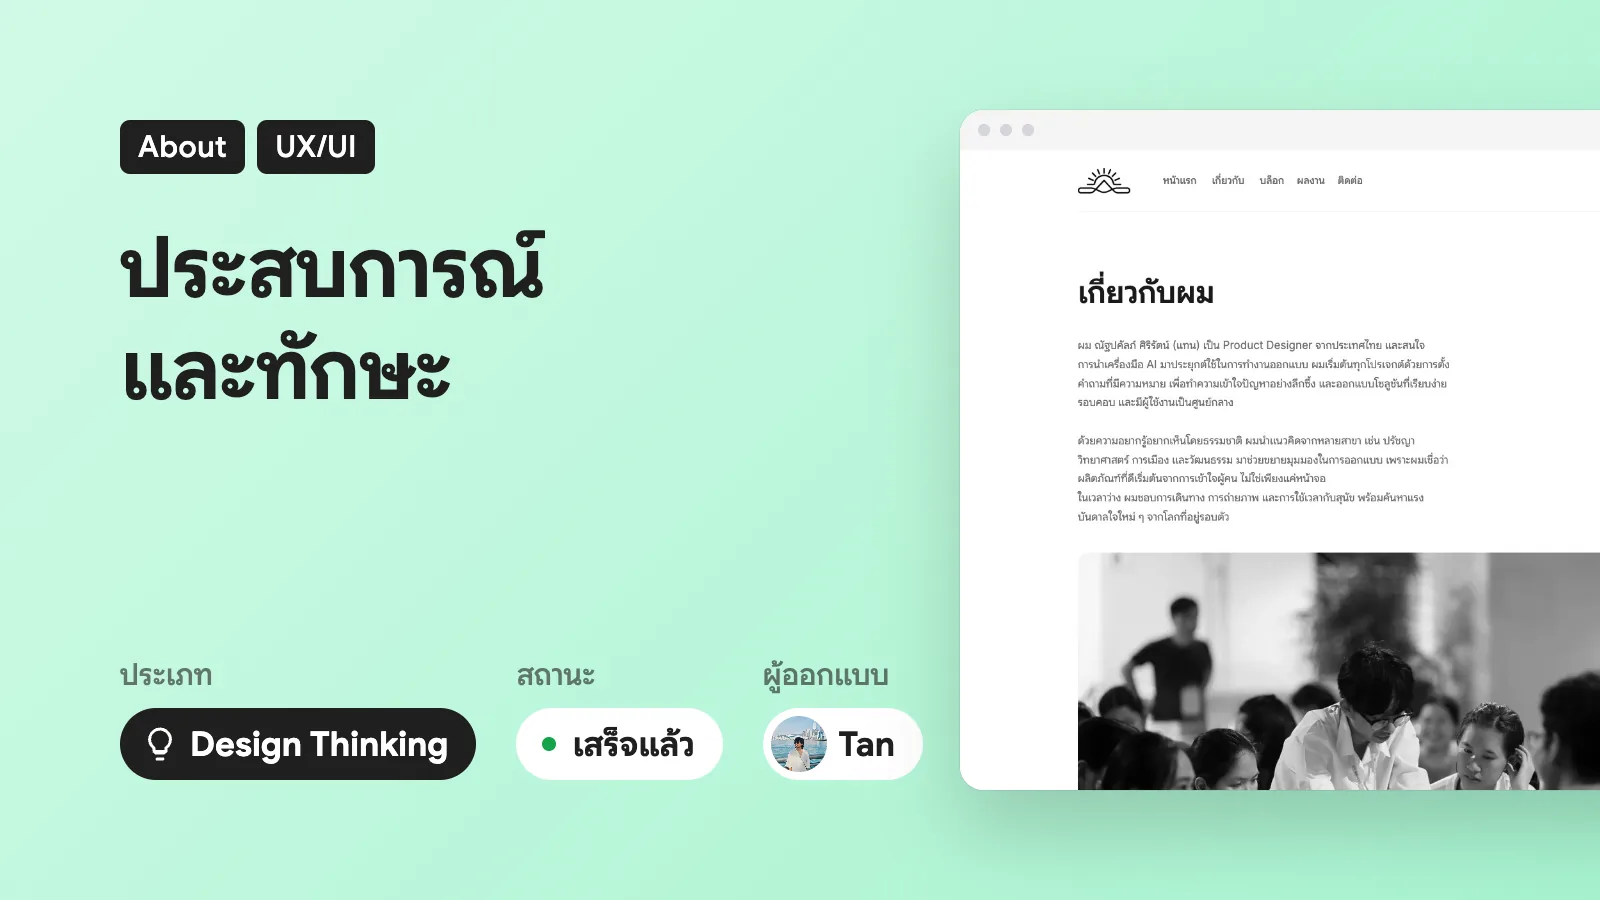 About
UX/UI
ประสบการณ์
และทักษะ
ประเภท
Design Thinking
สถานะ
เสร็จแล้ว
ผู้ออกแบบ
Tan
หน้าแรก เกี่ยวกับ บล็อก ผลงาน ติดต่อ
เกี่ยวกับผม
ผม ณัฐปคัลภ์ ศิริรัตน์ (แทน) เป็น Product Designer จากประเทศไทย และสนใจ
การนำเครื่องมือ AI มาประยุกต์ใช้ในการทำงานออกแบบ ผมเริ่มต้นทุกโปรเจกต์ด้วยการตั้ง
คำถามที่มีความหมาย เพื่อทำความเข้าใจปัญหาอย่างลึกซึ้ง และออกแบบโซลูชันที่เรียบง่าย
รอบคอบ และมีผู้ใช้งานเป็นศูนย์กลาง
ด้วยความอยากรู้อยากเห็นโดยธรรมชาติ ผมนำแนวคิดจากหลายสาขา เช่น ปรัชญา
วิทยาศาสตร์ การเมือง และวัฒนธรรม มาช่วยขยายมุมมองในการออกแบบ เพราะผมเชื่อว่า
ผลิตภัณฑ์ที่ดีเริ่มต้นจากการเข้าใจผู้คน ไม่ใช่เพียงแค่หน้าจอ
ในเวลาว่าง ผมชอบการเดินทาง การถ่ายภาพ และการใช้เวลากับสุนัข พร้อมค้นหาแรง
บันดาลใจใหม่ ๆ จากโลกที่อยู่รอบตัว